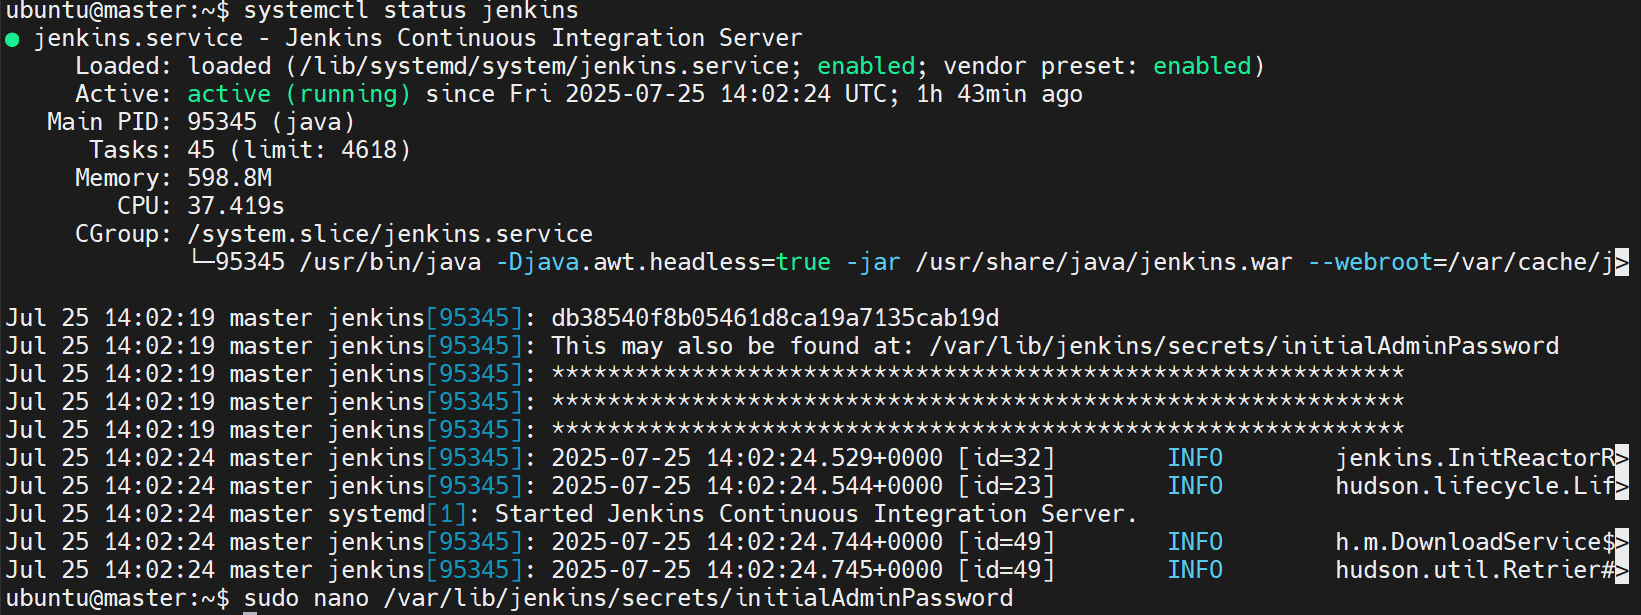 ubuntu@master:~$ systemctl status jenkins
● jenkins.service - Jenkins Continuous Integration Server
     Loaded: loaded (/lib/systemd/system/jenkins.service; enabled; vendor preset: enabled)
     Active: active (running) since Fri 2025-07-25 14:02:24 UTC; 1h 43min ago
   Main PID: 95345 (java)
      Tasks: 45 (limit: 4618)
     Memory: 598.8M
        CPU: 37.419s
     CGroup: /system.slice/jenkins.service
             └─95345 /usr/bin/java -Djava.awt.headless=true -jar /usr/share/java/jenkins.war --webroot=/var/cache/j>
Jul 25 14:02:19 master jenkins[95345]: db38540f8b05461d8ca19a7135cab19d
Jul 25 14:02:19 master jenkins[95345]: This may also be found at: /var/lib/jenkins/secrets/initialAdminPassword
Jul 25 14:02:19 master jenkins[95345]: *************************************************************
Jul 25 14:02:19 master jenkins[95345]: *************************************************************
Jul 25 14:02:19 master jenkins[95345]: *************************************************************
Jul 25 14:02:24 master jenkins[95345]: 2025-07-25 14:02:24.529+0000 [id=32]        INFO        jenkins.InitReactorR>
Jul 25 14:02:24 master jenkins[95345]: 2025-07-25 14:02:24.544+0000 [id=23]        INFO        hudson.lifecycle.Lif>
Jul 25 14:02:24 master systemd[1]: Started Jenkins Continuous Integration Server.
Jul 25 14:02:24 master jenkins[95345]: 2025-07-25 14:02:24.744+0000 [id=49]        INFO        h.m.DownloadService$>
Jul 25 14:02:24 master jenkins[95345]: 2025-07-25 14:02:24.745+0000 [id=49]        INFO        hudson.util.Retrier#>
ubuntu@master:~$ sudo nano /var/lib/jenkins/secrets/initialAdminPassword